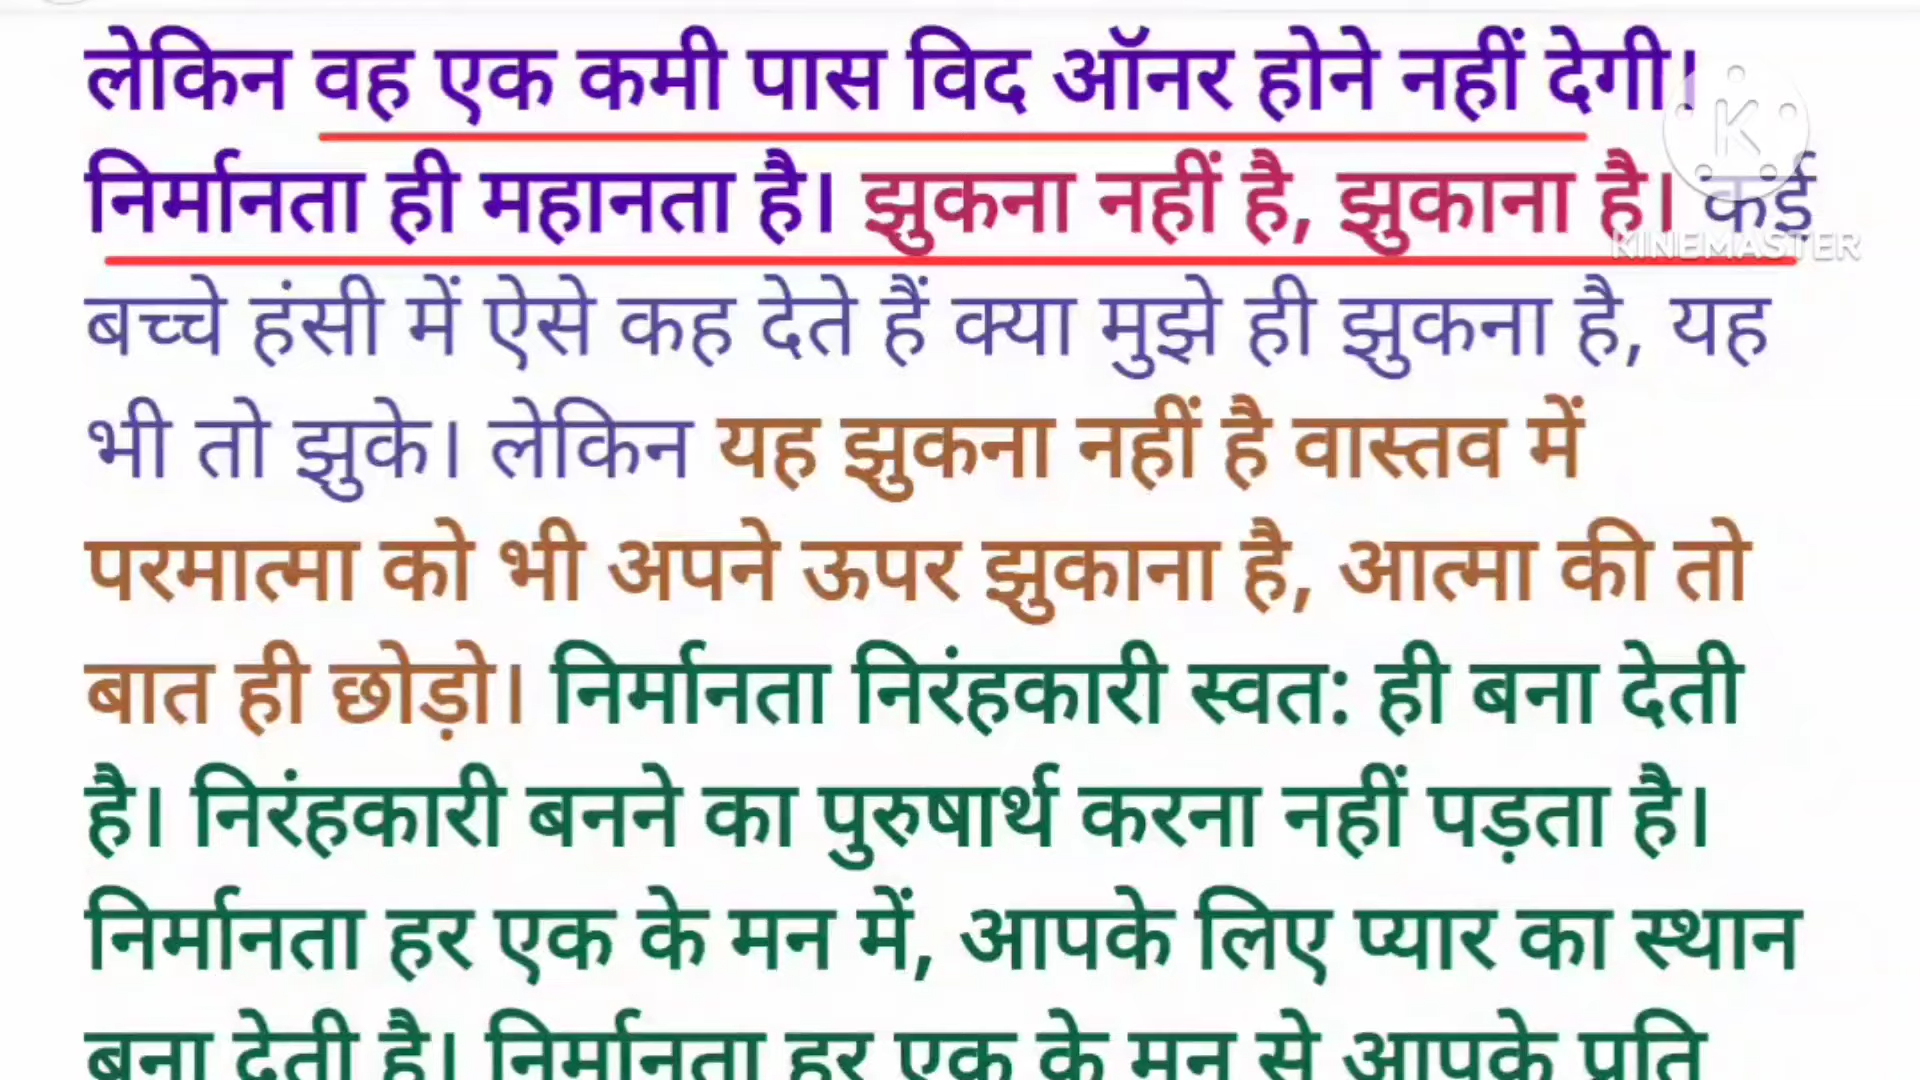 लेकिन वह एक कमी पास विद ऑनर होने नहीं देगी।
निर्मानता ही महानता है। झुकना नहीं है, झुकाना है। कई
बच्चे हंसी में ऐसे कह देते हैं क्या मुझे ही झुकना है, यह
भी तो झुके। लेकिन यह झुकना नहीं है वास्तव में
परमात्मा को भी अपने ऊपर झुकाना है, आत्मा की तो
बात ही छोड़ो। निर्मानता निरंहकारी स्वत: ही बना देती
है। निरंहकारी बनने का पुरुषार्थ करना नहीं पड़ता है।
निर्मानता हर एक के मन में, आपके लिए प्यार का स्थान
बना देती है। निर्मानता हर एक के मन से आपके प्रति
K
KINEMASTER